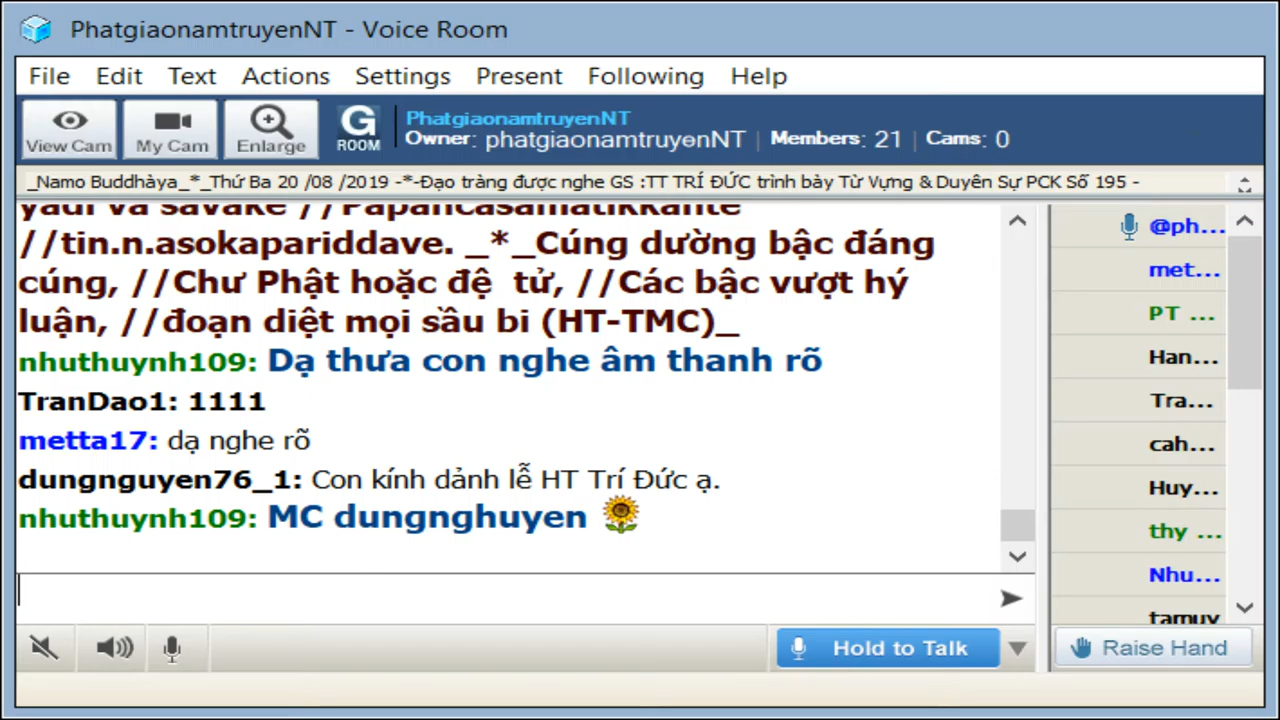 PhatgiaonamtruyenNT - Voice Room
File Edit Text Actions Settings Present Following Help
View Cam My Cam Enlarge G ROOM
PhatgiaonamtruyenNT
Owner: phatgiaonamtruyenNT | Members: 21 | Cams: 0
_Namo Buddhàya_*_Thứ Ba 20 /08 /2019 -*-Đạo tràng được nghe GS :TT TRÍ ĐỨC trình bày Từ Vựng & Duyên Sự PCK Số 195 -
yadi va savake //Papancasamatikkante
//tin.n.asokapariddave. _*_Cúng dường bậc đáng
cúng, //Chư Phật hoặc đệ tử, //Các bậc vượt hý
luận, //đoạn diệt mọi sầu bi (HT-TMC)_
nhuthuynh109: Dạ thưa con nghe âm thanh rõ
TranDao1: 1111
metta17: dạ nghe rõ
dungnguyen76_1: Con kính dảnh lễ HT Trí Đức ạ.
nhuthuynh109: MC dungnghuyen
@ph...
met...
PT ...
Han...
Tra...
cah...
Huy...
thy ...
Nhu...
tamuy
Hold to Talk
Raise Hand